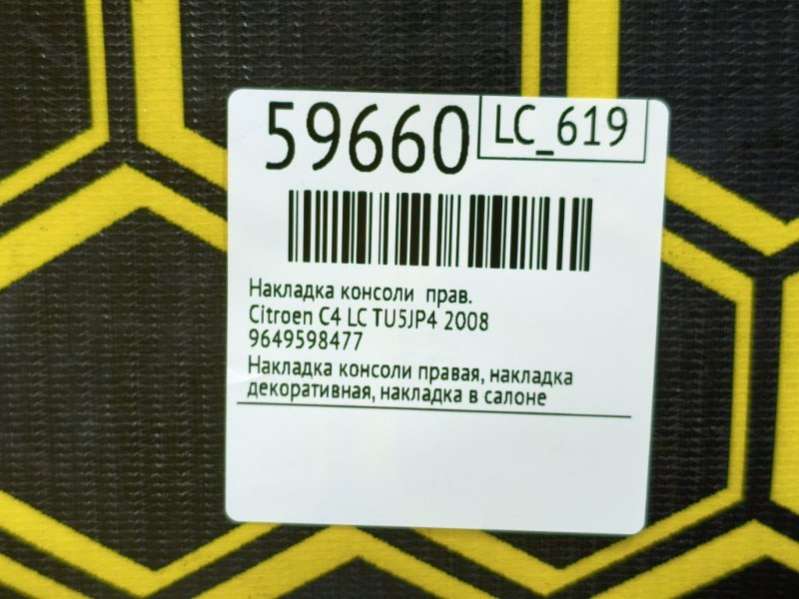 59660
LC_619
Накладка консоли прав.
Citroen C4 LC TU5JP4 2008
9649598477
Накладка консоли правая, накладка
декоративная, накладка в салоне